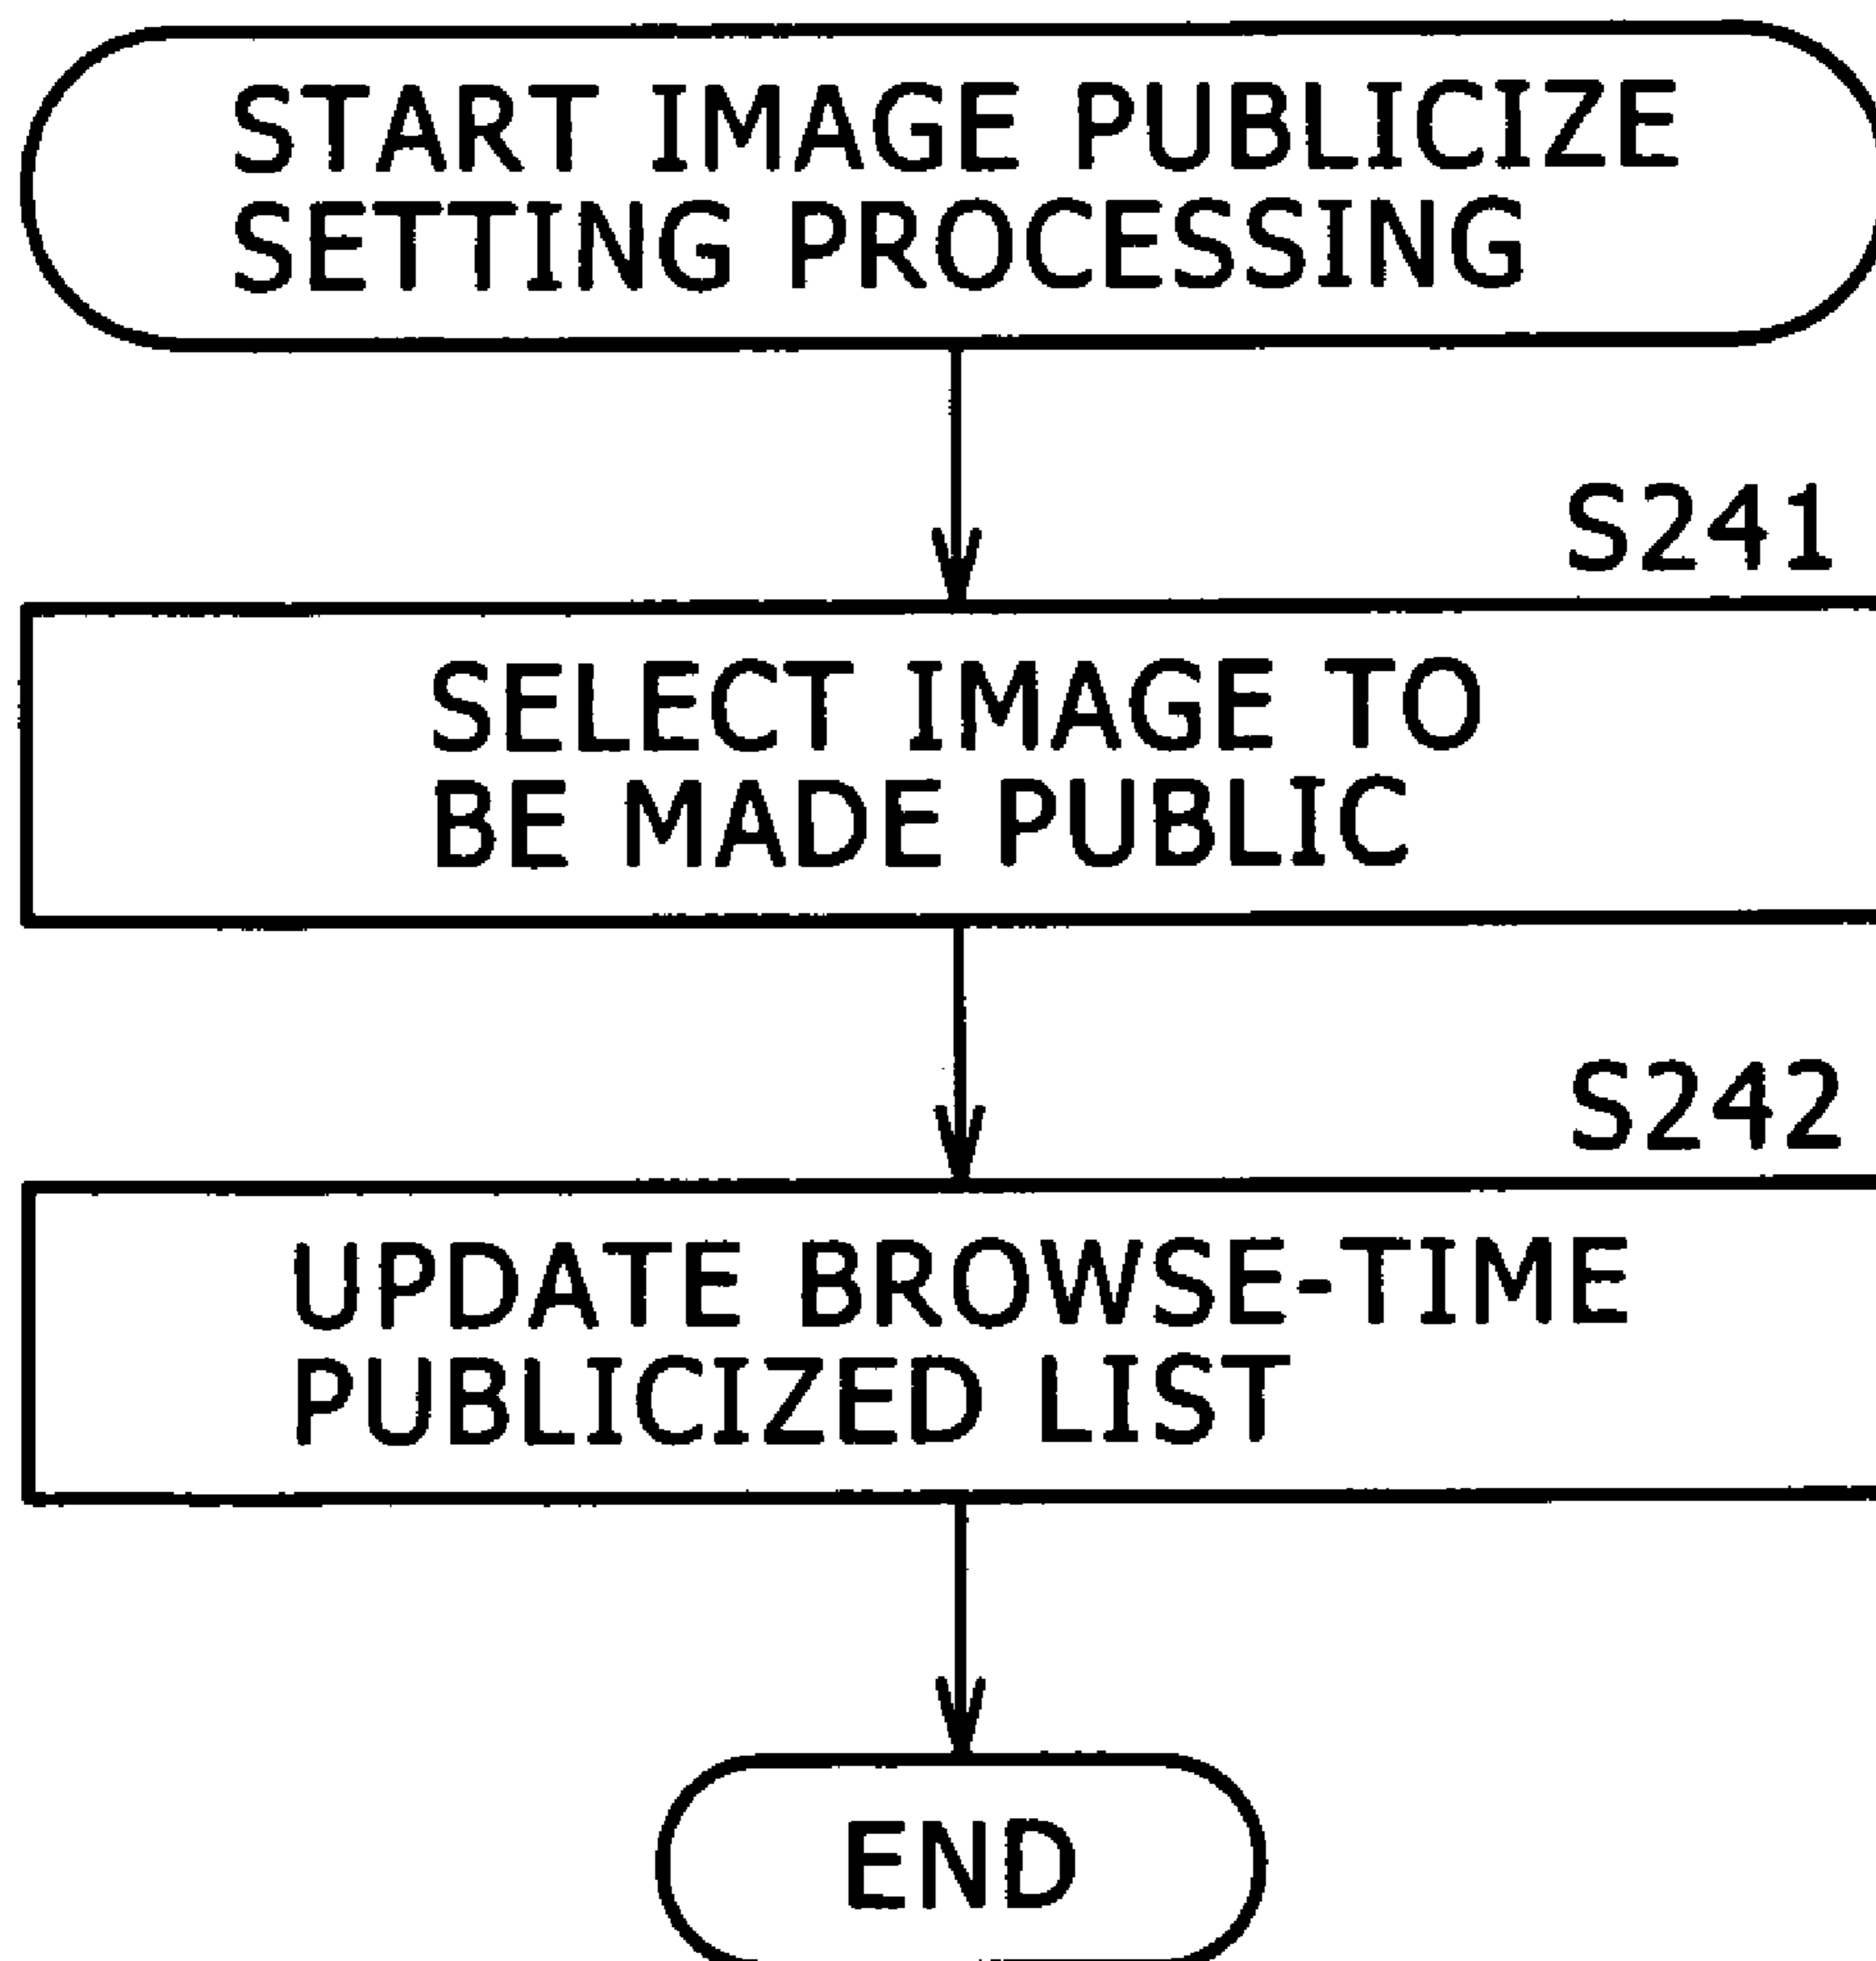 START IMAGE PUBLICIZE
SETTING PROCESSING
S241
SELECT IMAGE TO
BE MADE PUBLIC
S242
UPDATE BROWSE-TIME
PUBLICIZED LIST
END